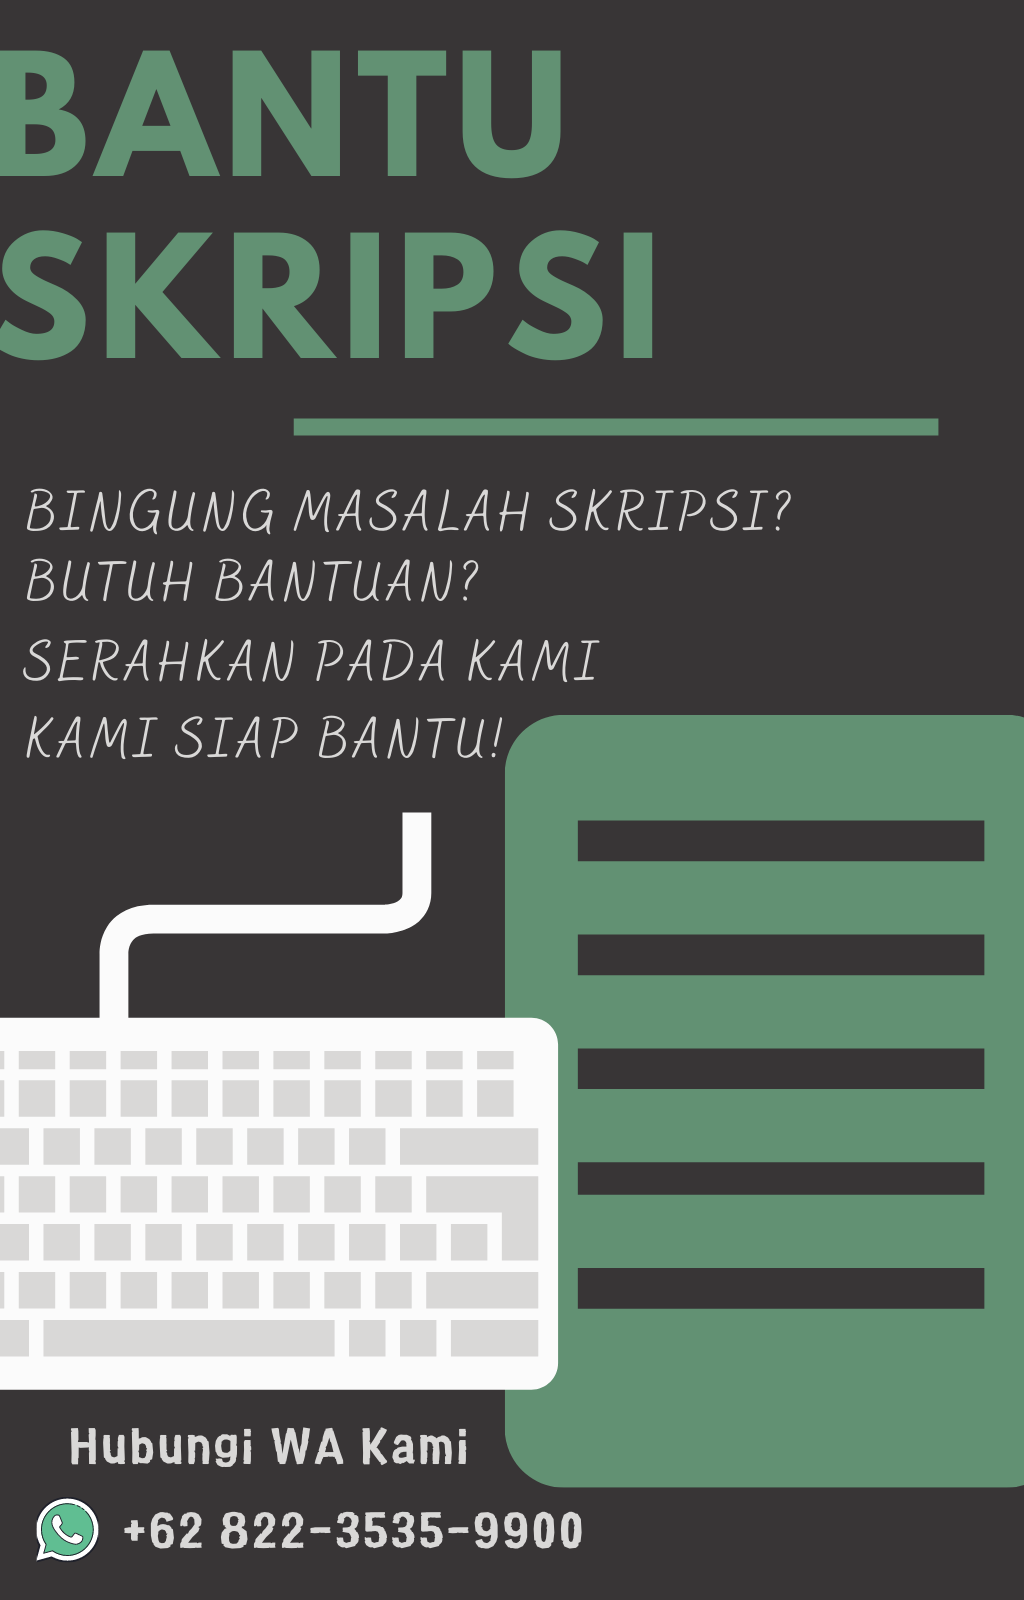 BANTU
SKRIPSI
BINGUNG MASALAH SKRIPSI?
BUTUH BANTUAN?
SERAHKAN PADA KAMI
KAMI SIAP BANTU!
Hubungi WA Kami
+62 822-3535-9900